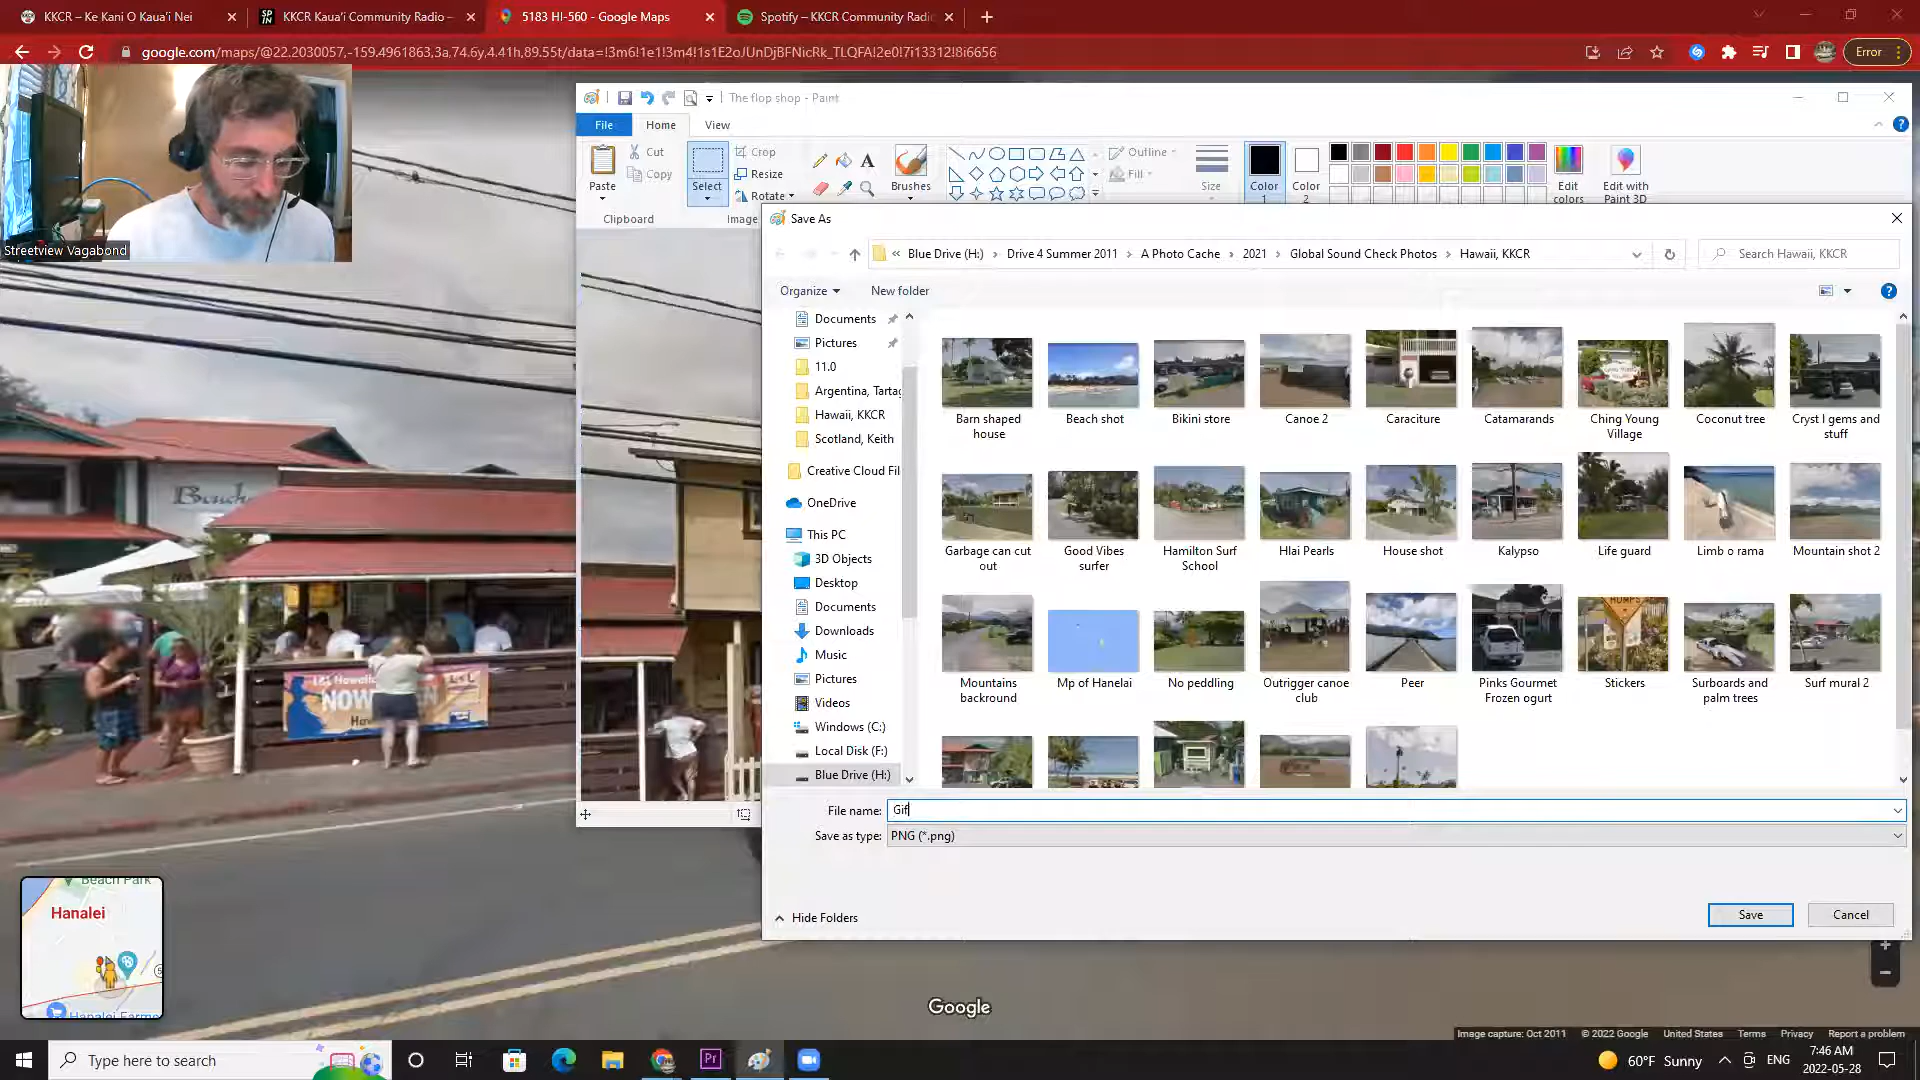 KKCR – Ke Kani O Kaua'i Nei
SP IN
KKCR Kaua'i Community Radio –
5183 HI-560 - Google Maps
Spotify – KKCR Community Radio
google.com/maps/@22.2030057,-159.4961863,3a,74.6y,4.41h,89.55t/data=!3m6!1e1!3m4!1s1E2oJUnDjBFNicRk_TLQFA!2e0!7i13312!8i6656
Error
Streetview Vagabond
The flop shop - Paint
File
Home
View
Cut
Copy
Paste
Clipboard
Select
Crop
Resize
Rotate
Image
Brushes
Outline
Fill
Size
Color 1
Color 2
Edit colors
Edit with Paint 3D
Save As
« Blue Drive (H:) › Drive 4 Summer 2011 › A Photo Cache › 2021 › Global Sound Check Photos › Hawaii, KKCR
Search Hawaii, KKCR
Organize
New folder
Documents
Pictures
11.0
Argentina, Tartag
Hawaii, KKCR
Scotland, Keith
Creative Cloud Fil
OneDrive
This PC
3D Objects
Desktop
Documents
Downloads
Music
Pictures
Videos
Windows (C:)
Local Disk (F:)
Blue Drive (H:)
Barn shaped house
Beach shot
Bikini store
Canoe 2
Caraciture
Catamarands
Ching Young Village
Coconut tree
Cryst l gems and stuff
Garbage can cut out
Good Vibes surfer
Hamilton Surf School
Hlai Pearls
House shot
Kalypso
Life guard
Limb o rama
Mountain shot 2
Mountains backround
Mp of Hanelai
No peddling
Outrigger canoe club
Peer
Pinks Gourmet Frozen ogurt
Stickers
Surboards and palm trees
Surf mural 2
File name: Gif
Save as type: PNG (*.png)
Hide Folders
Save
Cancel
Beach
L&L Hawaiia
NOW
Beach Park
Hanalei
Hanalei Farme
Google
Image capture: Oct 2011 © 2022 Google United States Terms Privacy Report a problem
Type here to search
Pr
60°F Sunny
ENG
7:46 AM
2022-05-28